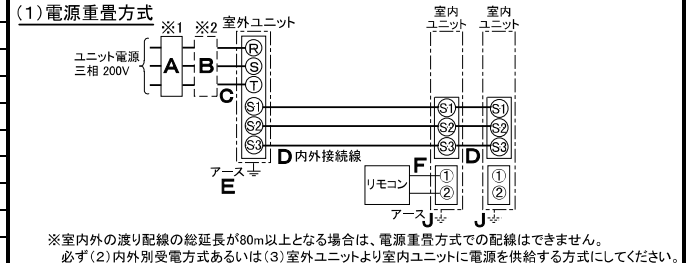 (1)電源重畳方式
※1 ※2 室外ユニット
室内
ユニット
室内
ユニット
ユニット電源
三相 200V
A
B
C
R
S
T
S1
S2
S3
S1
S2
S3
S1
S2
S3
D 内外接続線
D
アース
E
リモコン
F
①
②
①
②
アース J
J
※室内外の渡り配線の総延長が80m以上となる場合は、電源重畳方式での配線はできません。
必ず(2)内外別受電方式あるいは(3)室外ユニットより室内ユニットに電源を供給する方式にしてください。